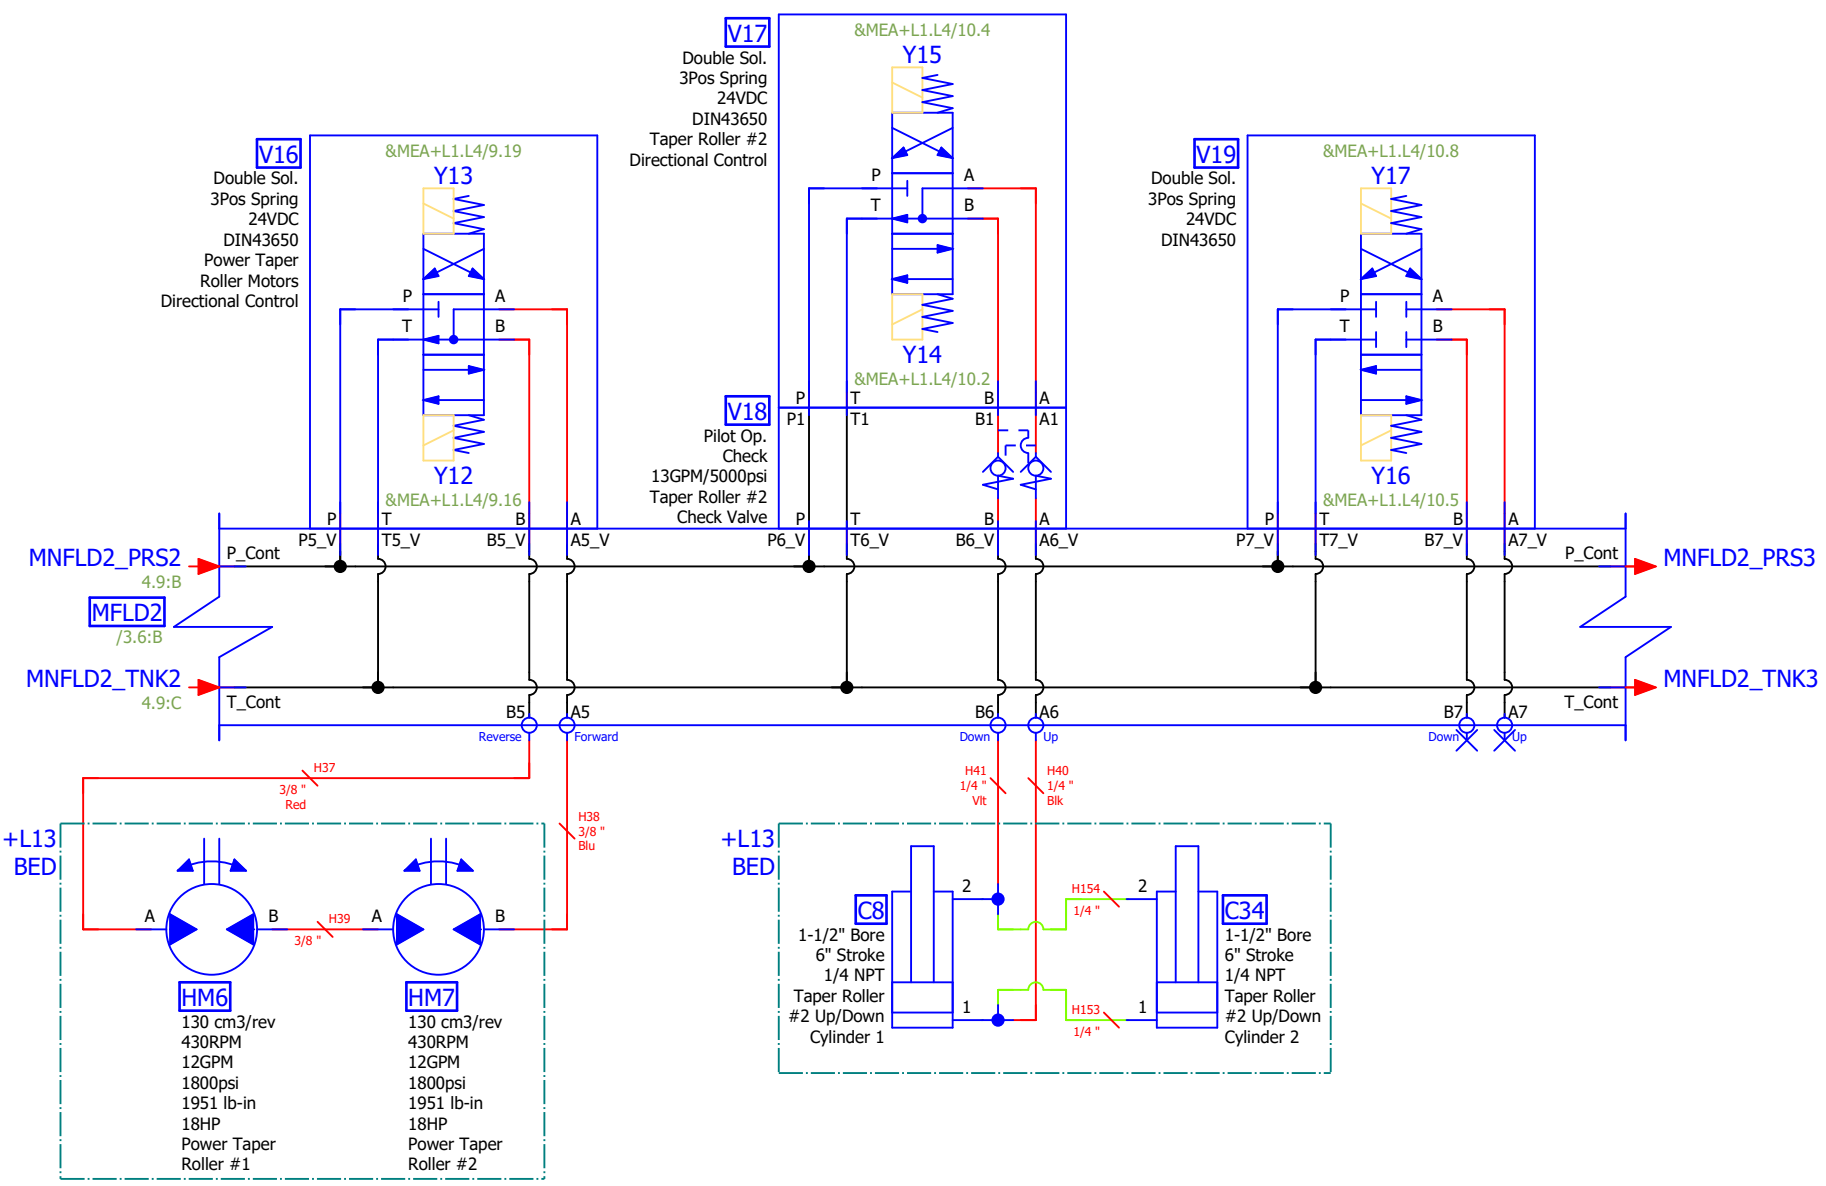 V16
Double Sol.
3Pos Spring
24VDC
DIN43650
Power Taper
Roller Motors
Directional Control
&MEA+L1.L4/9.19
Y13
P
A
T
B
Y12
&MEA+L1.L4/9.16
P
T
B
A
P5_V
T5_V
B5_V
A5_V
V17
Double Sol.
3Pos Spring
24VDC
DIN43650
Taper Roller #2
Directional Control
&MEA+L1.L4/10.4
Y15
P
A
T
B
Y14
&MEA+L1.L4/10.2
P
T
B
A
V18
Pilot Op.
Check
13GPM/5000psi
Taper Roller #2
Check Valve
P1
T1
B1
A1
P
T
B
A
P6_V
T6_V
B6_V
A6_V
V19
Double Sol.
3Pos Spring
24VDC
DIN43650
&MEA+L1.L4/10.8
Y17
P
A
T
B
Y16
&MEA+L1.L4/10.5
P
T
B
A
P7_V
T7_V
B7_V
A7_V
MNFLD2_PRS2
4.9:B
P_Cont
P_Cont
MNFLD2_PRS3
MFLD2
/3.6:B
MNFLD2_TNK2
4.9:C
T_Cont
T_Cont
MNFLD2_TNK3
B5
A5
Reverse
Forward
B6
A6
Down
Up
B7
A7
Down
Up
H37
3/8 "
Red
H38
3/8 "
Blu
H41
1/4 "
Vlt
H40
1/4 "
Blk
+L13
BED
A
B
H39
3/8 "
A
B
HM6
130 cm3/rev
430RPM
12GPM
1800psi
1951 lb-in
18HP
Power Taper
Roller #1
HM7
130 cm3/rev
430RPM
12GPM
1800psi
1951 lb-in
18HP
Power Taper
Roller #2
+L13
BED
C8
1-1/2" Bore
6" Stroke
1/4 NPT
Taper Roller
#2 Up/Down
Cylinder 1
2
1
H154
1/4 "
H153
1/4 "
2
1
C34
1-1/2" Bore
6" Stroke
1/4 NPT
Taper Roller
#2 Up/Down
Cylinder 2